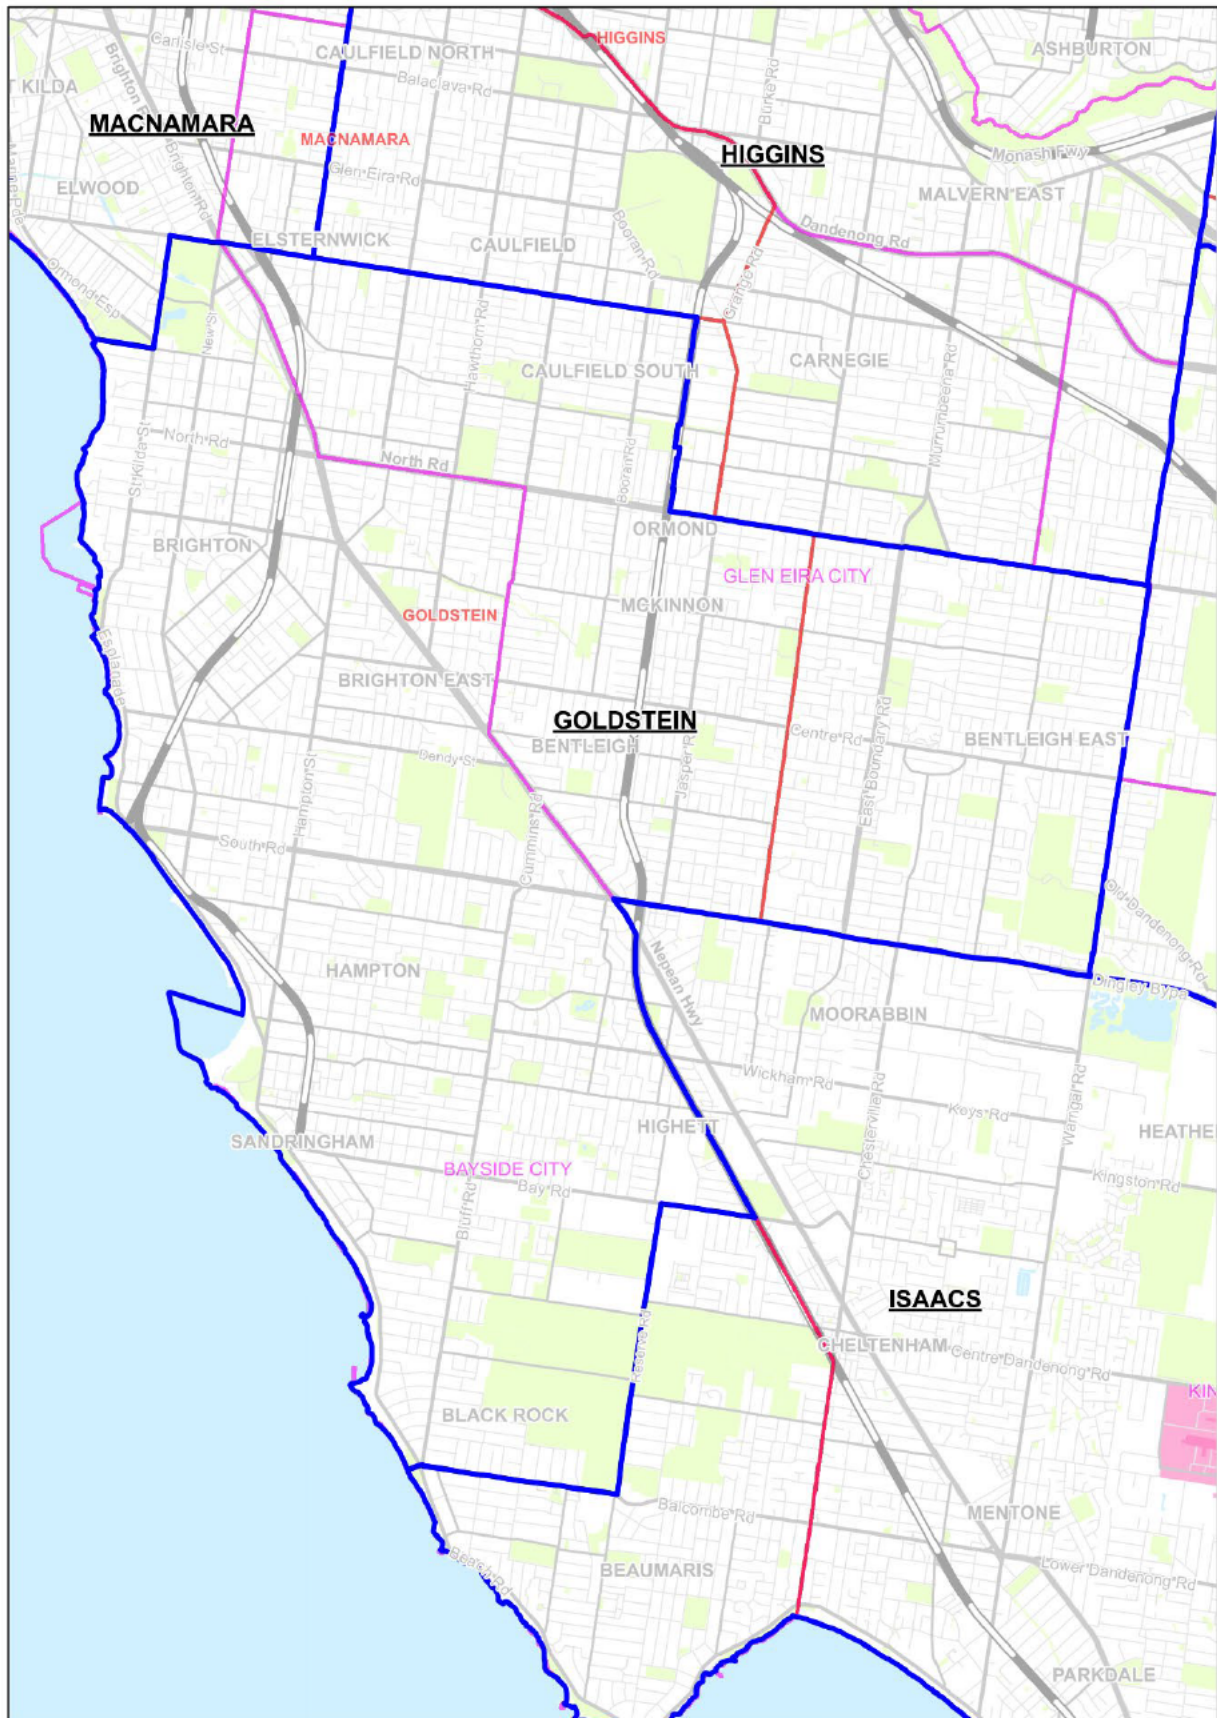 HIGGINS
Carlisle St
CAULFIELD NORTH
ASHBURTON
T KILDA
Balaclava Rd
Burke Rd
MACNAMARA
MACNAMARA
HIGGINS
Monash Fwy
Glen Eira Rd
ELWOOD
Brighton Rd
MALVERN EAST
Booran Rd
ELSTERNWICK
CAULFIELD
Dandenong Rd
Ormond Esp
Grange Rd
New St
Hawthorn Rd
CARNEGIE
CAULFIELD SOUTH
Murrumbeena Rd
St Kilda St
North Rd
North Rd
Booran Rd
ORMOND
BRIGHTON
GLEN EIRA CITY
MCKINNON
GOLDSTEIN
Esplanade
BRIGHTON EAST
GOLDSTEIN
Centre Rd
BENTLEIGH EAST
BENTLEIGH
Dendy St
Jasper R
East Boundary Rd
Hampton St
Cummins Rd
South Rd
Old Dandenong Rd
HAMPTON
Nepean Hwy
Dingley Bypa
MOORABBIN
Wickham Rd
Keys Rd
Chesterville Rd
Warrigal Rd
HIGHETT
HEATHE
SANDRINGHAM
BAYSIDE CITY
Bay Rd
Kingston Rd
Bluff Rd
ISAACS
Reserve Rd
CHELTENHAM
Centre Dandenong Rd
KIN
BLACK ROCK
Balcombe Rd
MENTONE
Beach Rd
BEAUMARIS
Lower Dandenong Rd
PARKDALE